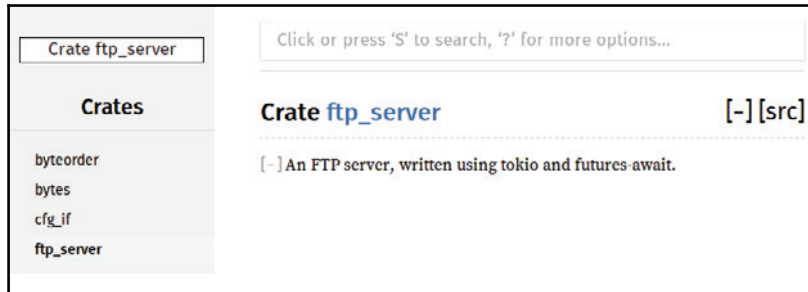 Crate ftp_server
Crates
byteorder
bytes
cfg_if
ftp_server
Click or press ‘S’ to search, ‘?’ for more options...
Crate ftp_server
[-] [src]
[-] An FTP server, written using tokio and futures-await.